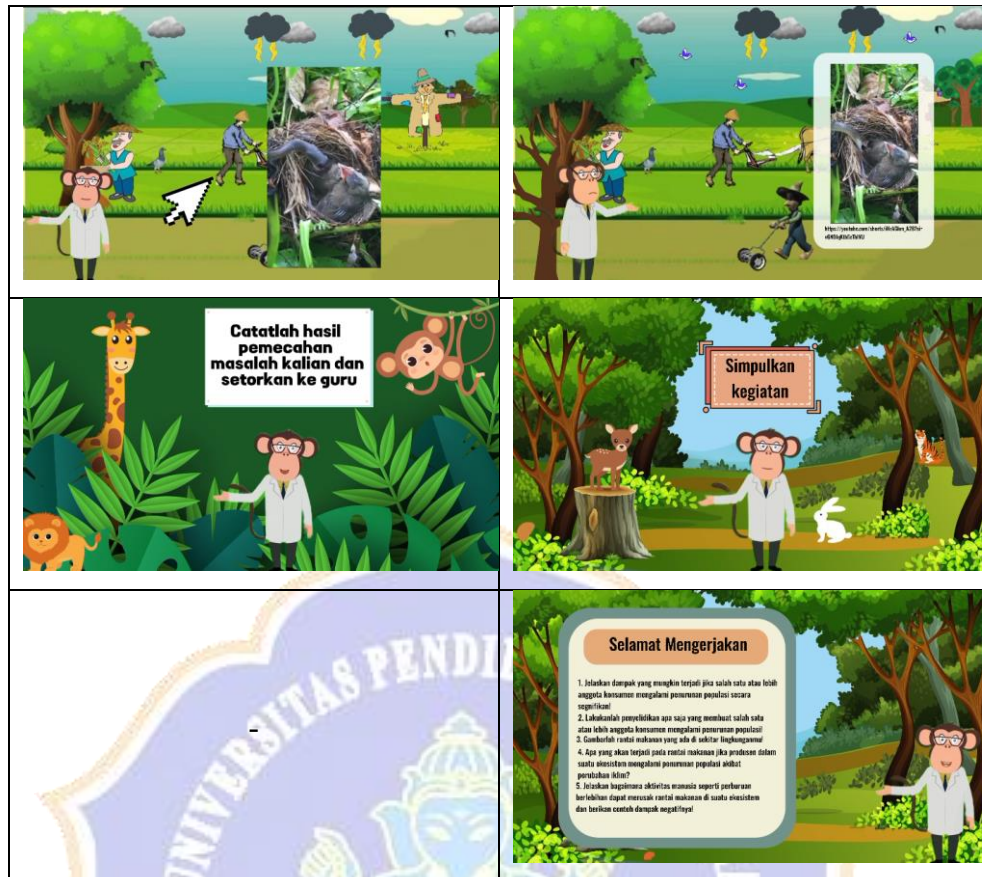 Catatlah hasil
pemecahan
masalah kalian dan
setorkan ke guru
Simpulkan
kegiatan
-
UNIVERSITAS PENDI
Selamat Mengerjakan
1. Jelaskan dampak yang mungkin terjadi jika salah satu atau lebih
anggota konsumen mengalami penurunan populasi secara
segnifikan!
2. Lakukanlah penyelidikan apa saja yang membuat salah satu
atau lebih anggota konsumen mengalami penurunan populasi!
3. Gambarlah rantai makanan yang ada di sekitar lingkunganmu!
4. Apa yang akan terjadi pada rantai makanan jika produsen dalam
suatu ekosistem mengalami penurunan populasi akibat
perubahan iklim?
5. Jelaskan bagaimana aktivitas manusia seperti perburuan
berlebihan dapat merusak rantai makanan di suatu ekosistem
dan berikan contoh dampak negatifnya!